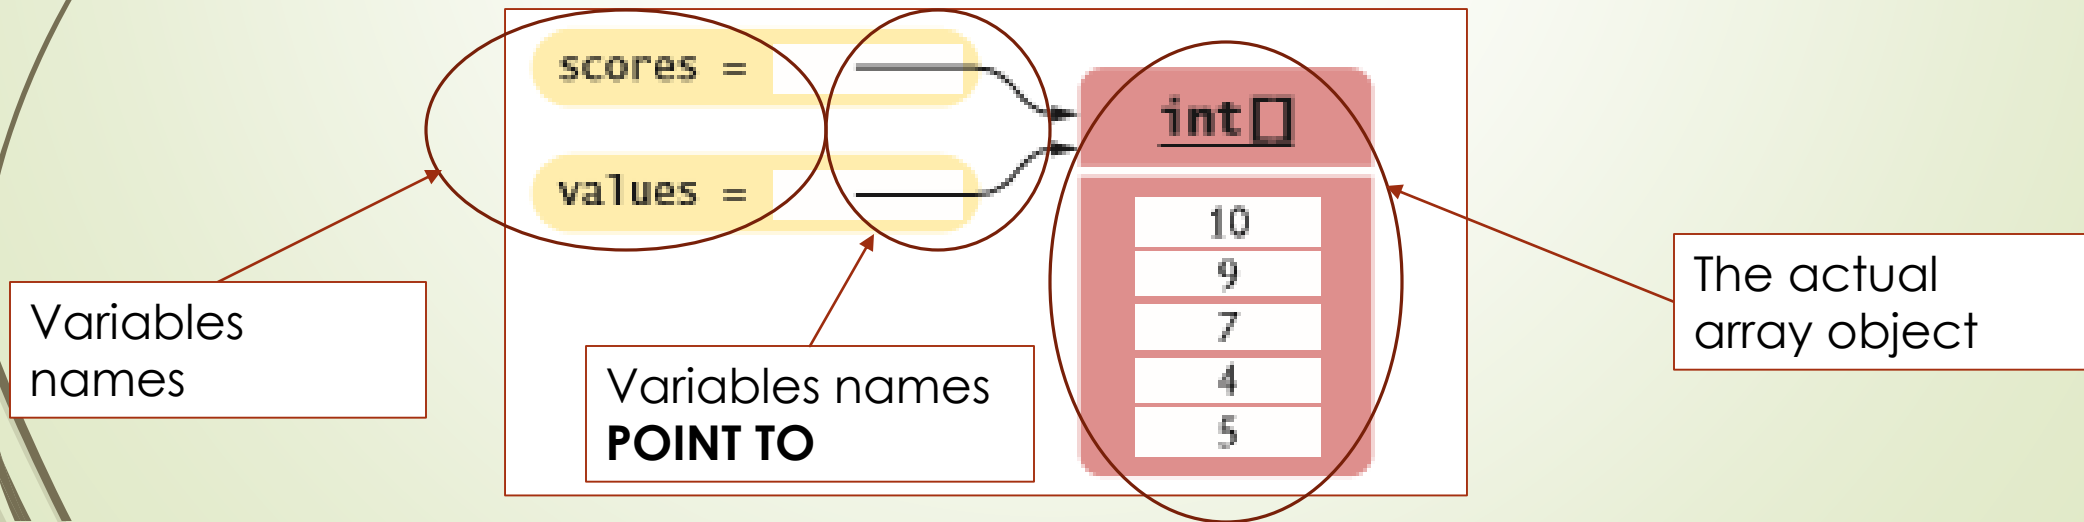 scores =
values =
int[]
10
9
7
4
5
Variables
names
Variables names
POINT TO
The actual
array object